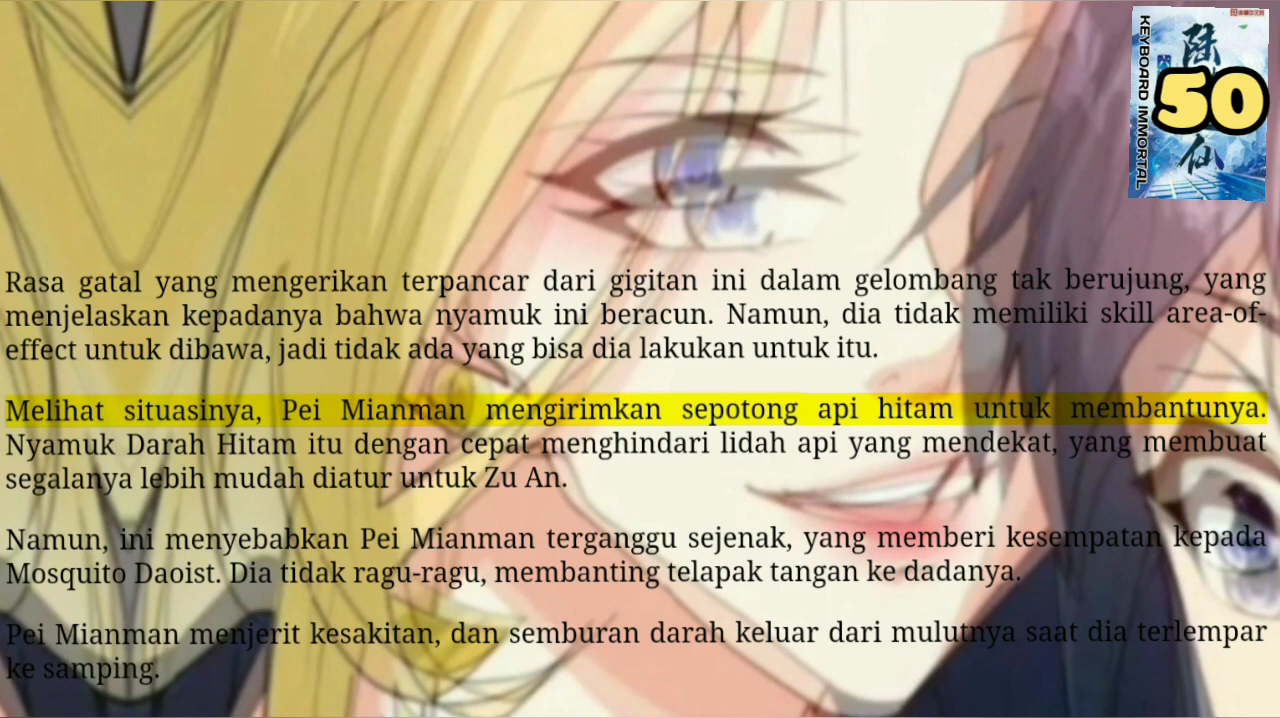 KEYBOARD IMMORTAL
陆
仙
50
Rasa gatal yang mengerikan terpancar dari gigitan ini dalam gelombang tak berujung, yang
menjelaskan kepadanya bahwa nyamuk ini beracun. Namun, dia tidak memiliki skill area-of-
effect untuk dibawa, jadi tidak ada yang bisa dia lakukan untuk itu.
Melihat situasinya, Pei Mianman mengirimkan sepotong api hitam untuk membantunya.
Nyamuk Darah Hitam itu dengan cepat menghindari lidah api yang mendekat, yang membuat
segalanya lebih mudah diatur untuk Zu An.
Namun, ini menyebabkan Pei Mianman terganggu sejenak, yang memberi kesempatan kepada
Mosquito Daoist. Dia tidak ragu-ragu, membanting telapak tangan ke dadanya.
Pei Mianman menjerit kesakitan, dan semburan darah keluar dari mulutnya saat dia terlempar
ke samping.